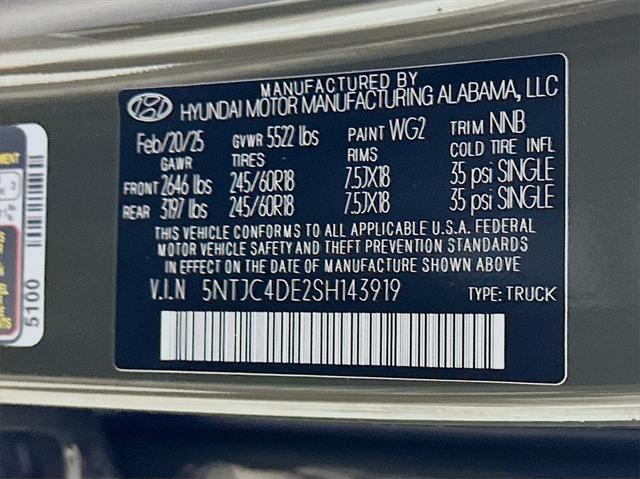 MANUFACTURED BY
HYUNDAI MOTOR MANUFACTURING ALABAMA, LLC
Feb/20/25 GVWR 5522 lbs PAINT WG2 TRIM NNB
GAWR TIRES RIMS COLD TIRE INFL
FRONT 2646 lbs 245/60R18 7.5JX18 35 psi SINGLE
REAR 3197 lbs 245/60R18 7.5JX18 35 psi SINGLE
THIS VEHICLE CONFORMS TO ALL APPLICABLE U.S.A. FEDERAL
MOTOR VEHICLE SAFETY AND THEFT PREVENTION STANDARDS
IN EFFECT ON THE DATE OF MANUFACTURE SHOWN ABOVE
V.I.N 5NTJC4DE2SH143919 TYPE: TRUCK
5100